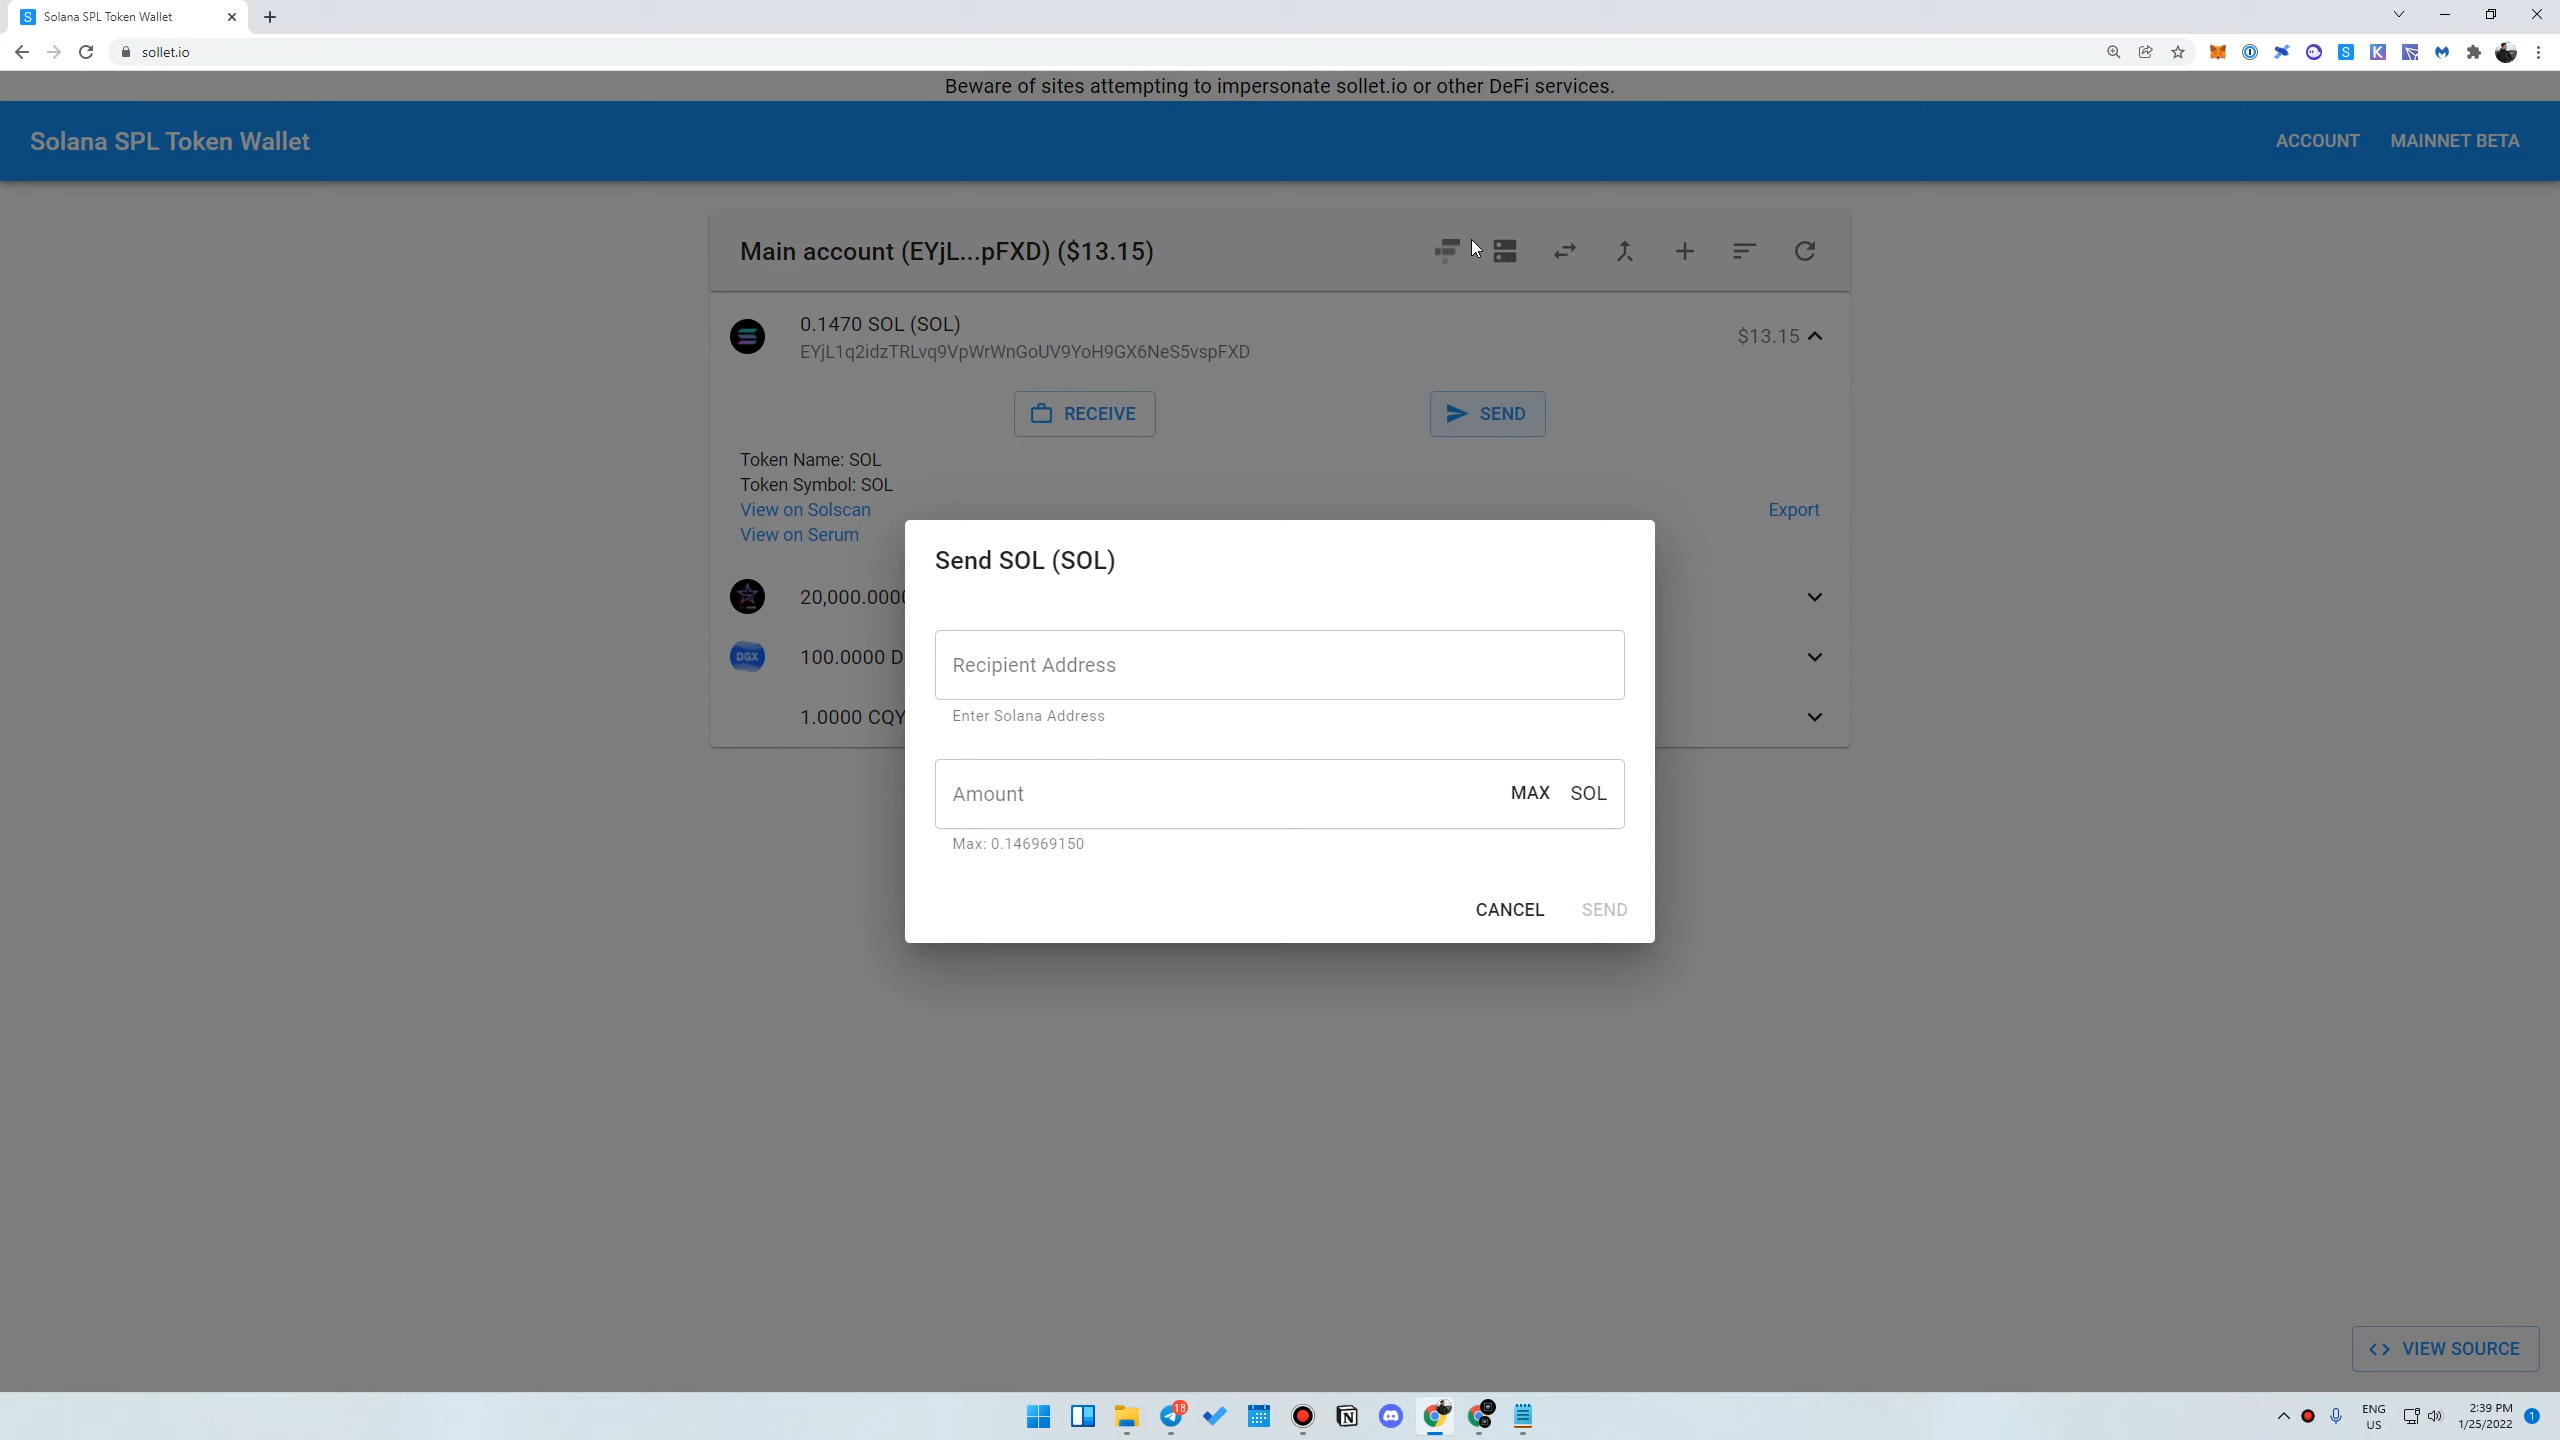 Solana SPL Token Wallet
sollet.io
Beware of sites attempting to impersonate sollet.io or other DeFi services.
Solana SPL Token Wallet
ACCOUNT
MAINNET BETA
Main account (EYjL...pFXD) ($13.15)
0.1470 SOL (SOL)
EYjL1q2idzTRLvq9VpWrWnGoUV9YoH9GX6NeS5vspFXD
$13.15
RECEIVE
SEND
Token Name: SOL
Token Symbol: SOL
View on Solscan
Export
View on Serum
Send SOL (SOL)
20,000.0000
DGX
100.0000 D
1.0000 CQY
Recipient Address
Enter Solana Address
Amount
MAX SOL
Max: 0.146969150
CANCEL
SEND
VIEW SOURCE
18
ENG
US
2:39 PM
1/25/2022
1